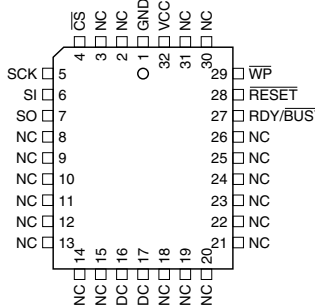 CS NC NC GND VCC NC NC
4 3 2 1 32 31 30
SCK 5 29 WP
SI 6 28 RESET
SO 7 27 RDY/BUSY
NC 8 26 NC
NC 9 25 NC
NC 10 24 NC
NC 11 23 NC
NC 12 22 NC
NC 13 21 NC
14 15 16 17 18 19 20
NC NC DC DC NC NC NC